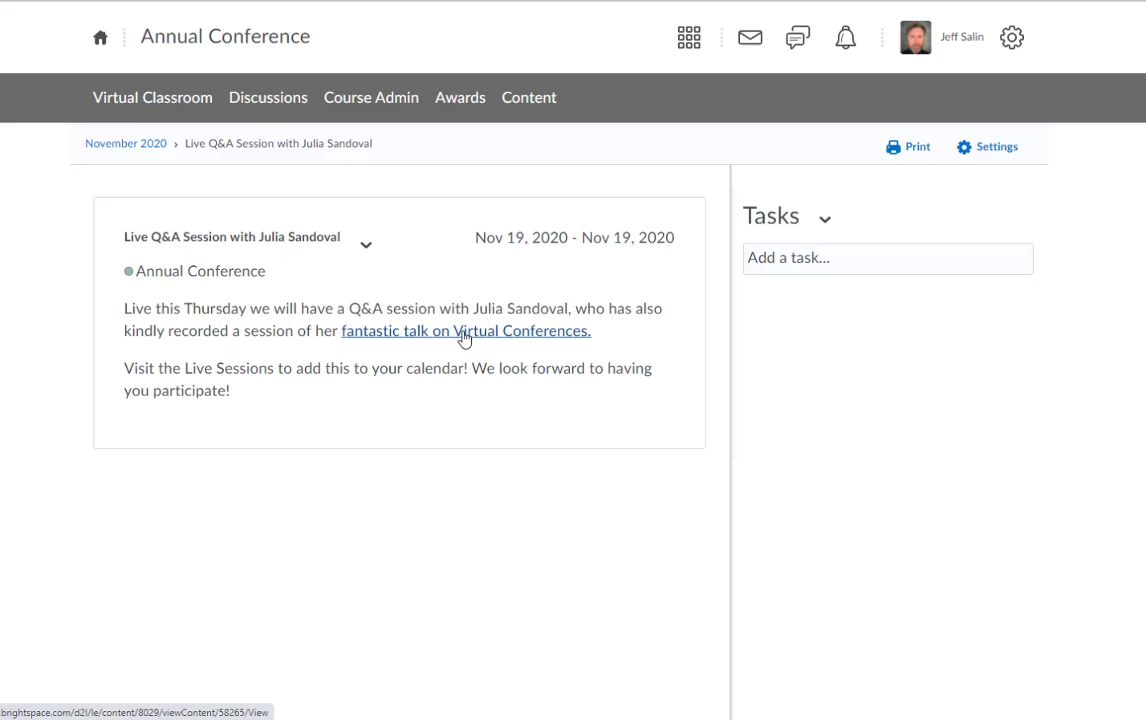 Annual Conference
Jeff Salin
Virtual Classroom Discussions Course Admin Awards Content
November 2020 › Live Q&A Session with Julia Sandoval
Print Settings
Live Q&A Session with Julia Sandoval
Nov 19, 2020 - Nov 19, 2020
Annual Conference
Live this Thursday we will have a Q&A session with Julia Sandoval, who has also
kindly recorded a session of her fantastic talk on Virtual Conferences.
Visit the Live Sessions to add this to your calendar! We look forward to having
you participate!
Tasks
Add a task...
brightspace.com/d2l/le/content/8029/viewContent/58265/View